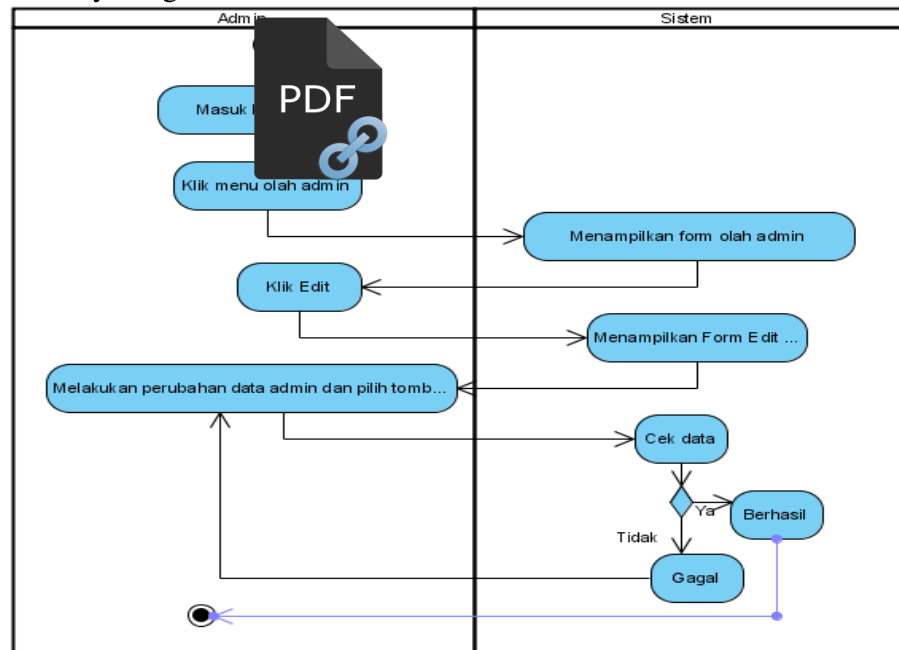 Admin
Sistem
PDF
Masuk
Klik menu olah admin
Menampilkan form olah admin
Klik Edit
Menampilkan Form Edit ...
Melakukan perubahan data admin dan pilih tomb...
Cek data
Ya
Berhasil
Tidak
Gagal